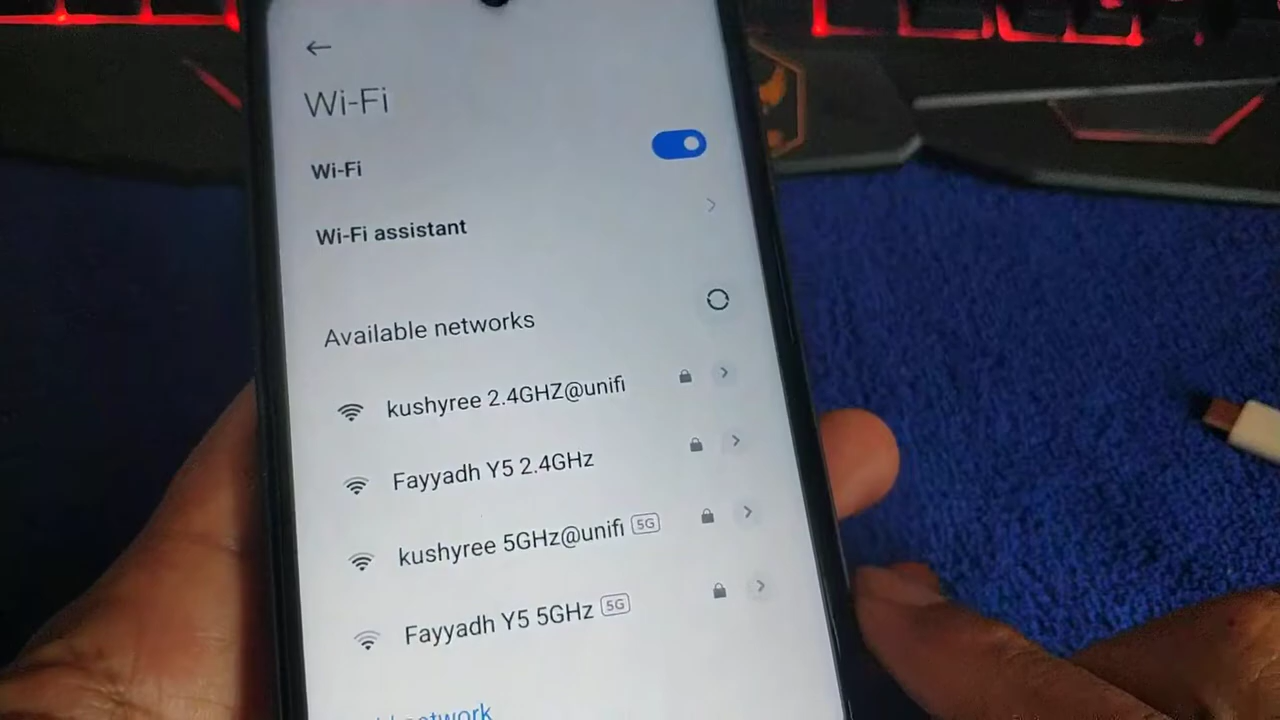 Wi-Fi
Wi-Fi
Wi-Fi assistant
Available networks
kushyree 2.4GHZ@unifi
Fayyadh Y5 2.4GHz
kushyree 5GHz@unifi 5G
Fayyadh Y5 5GHz 5G
network